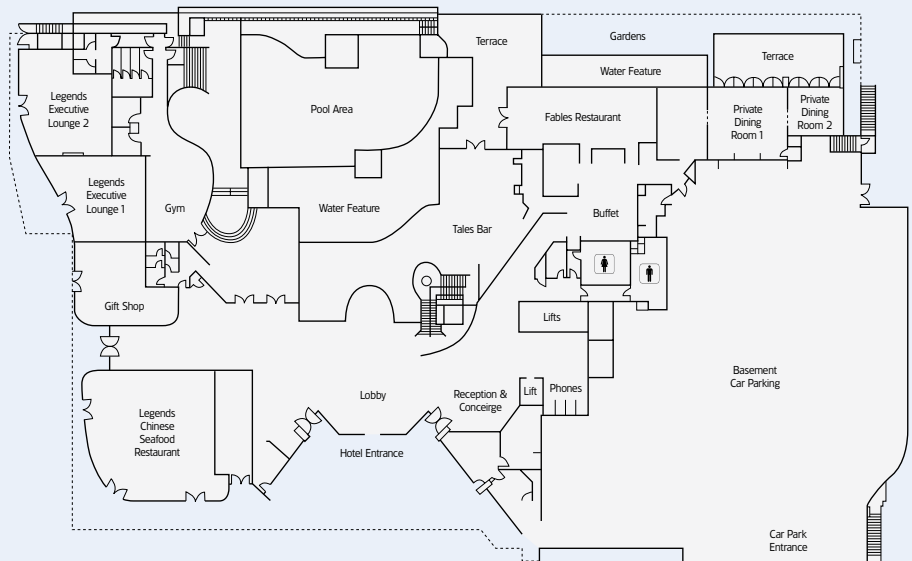 Terrace
Gardens
Terrace
Water Feature
Legends
Executive
Lounge 2
Pool Area
Fables Restaurant
Private
Dining
Room 1
Private
Dining
Room 2
Legends
Executive
Lounge 1
Gym
Water Feature
Tales Bar
Buffet
Gift Shop
Lifts
Basement
Car Parking
Lobby
Reception &
Conceirge
Lift
Phones
Legends
Chinese
Seafood
Restaurant
Hotel Entrance
Car Park
Entrance